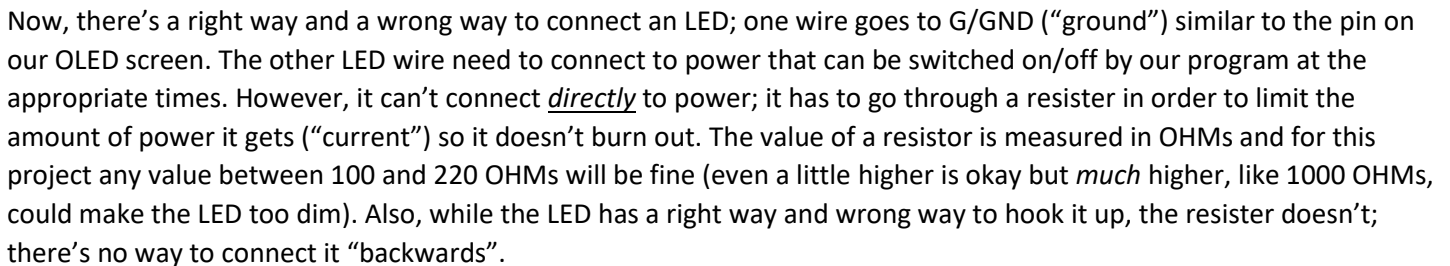 Now, there’s a right way and a wrong way to connect an LED; one wire goes to G/GND (“ground”) similar to the pin on
our OLED screen. The other LED wire need to connect to power that can be switched on/off by our program at the
appropriate times. However, it can’t connect directly to power; it has to go through a resister in order to limit the
amount of power it gets (“current”) so it doesn’t burn out. The value of a resistor is measured in OHMs and for this
project any value between 100 and 220 OHMs will be fine (even a little higher is okay but much higher, like 1000 OHMs,
could make the LED too dim). Also, while the LED has a right way and wrong way to hook it up, the resister doesn’t;
there’s no way to connect it “backwards”.